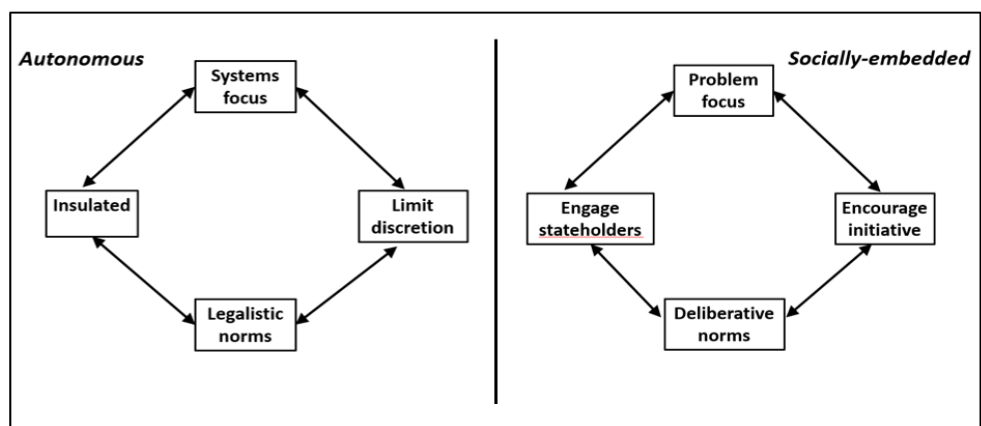 Autonomous
Systems
focus
Insulated
Limit
discretion
Legalistic
norms
Socially-embedded
Problem
focus
Engage
stateholders
Encourage
initiative
Deliberative
norms